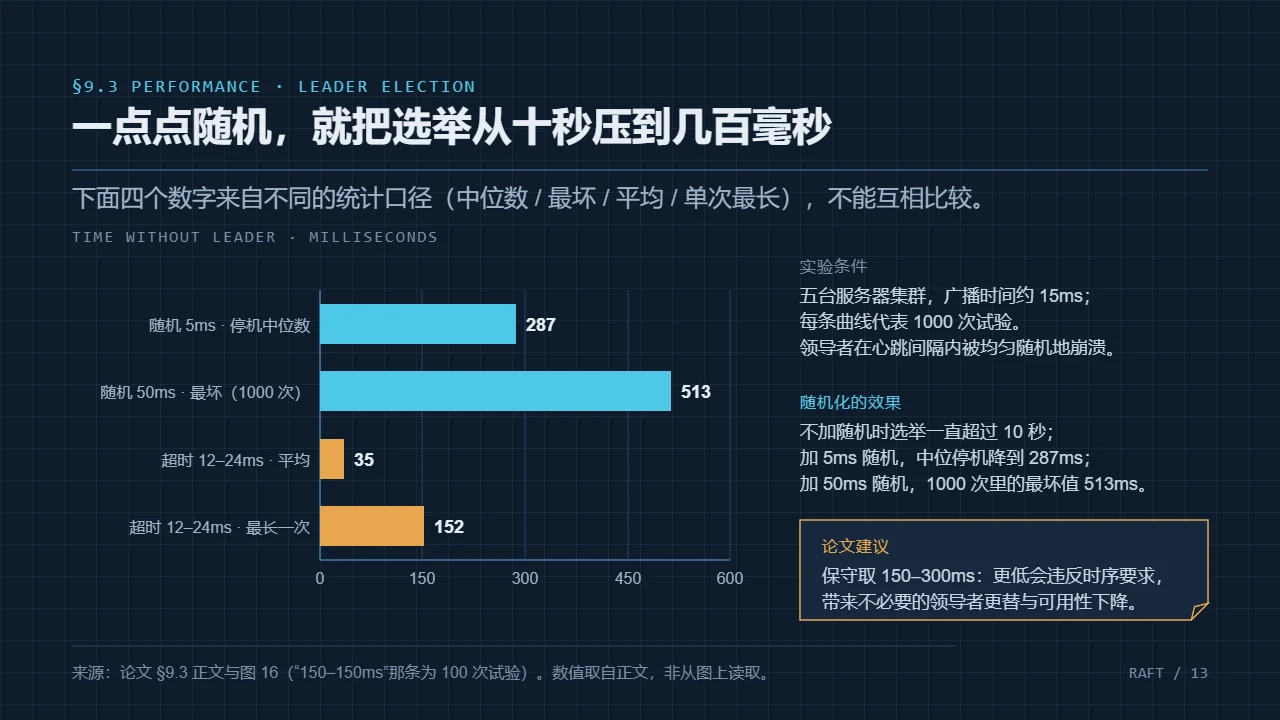 §9.3 PERFORMANCE · LEADER ELECTION
一点点随机，就把选举从十秒压到几百毫秒
下面四个数字来自不同的统计口径（中位数 / 最坏 / 平均 / 单次最长），不能互相比较。
TIME WITHOUT LEADER · MILLISECONDS
随机 5ms · 停机中位数
287
随机 50ms · 最坏（1000 次）
513
超时 12–24ms · 平均
35
超时 12–24ms · 最长一次
152
0
150
300
450
600
实验条件
五台服务器集群，广播时间约 15ms；
每条曲线代表 1000 次试验。
领导者在心跳间隔内被均匀随机地崩溃。
随机化的效果
不加随机时选举一直超过 10 秒；
加 5ms 随机，中位停机降到 287ms；
加 50ms 随机，1000 次里的最坏值 513ms。
论文建议
保守取 150–300ms：更低会违反时序要求，
带来不必要的领导者更替与可用性下降。
来源：论文 §9.3 正文与图 16（“150–150ms”那条为 100 次试验）。数值取自正文，非从图上读取。
RAFT / 13